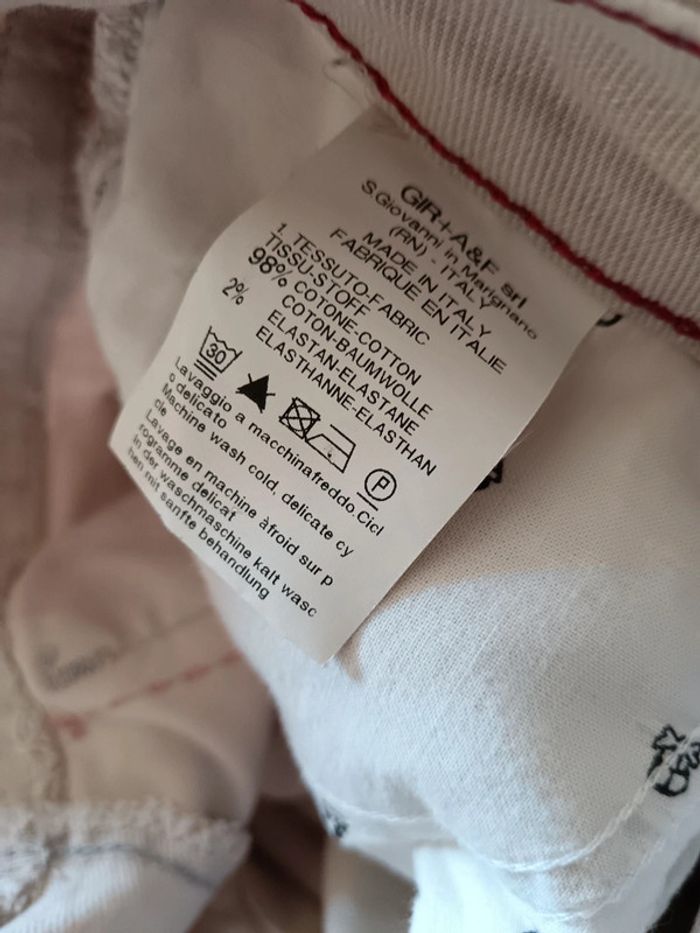 GIR+A&F srl
S.Giovanni in Marignano
(RN) - ITALY
MADE IN ITALY
FABRIQUE EN ITALIE
1. TESSUTO-FABRIC
TISSU-STOFF
98% COTONE-COTTON
COTON-BAUMWOLLE
2% ELASTAN-ELASTANE
ELASTHANNE-ELASTHAN
30
P
Lavaggio a macchinafreddo.Cicl
o delicato
Machine wash cold, delicate cy
cle
Lavage en machine àfroid sur p
rogramme delicat
in der waschmaschine kalt wasc
hen mit sanfte behandlung